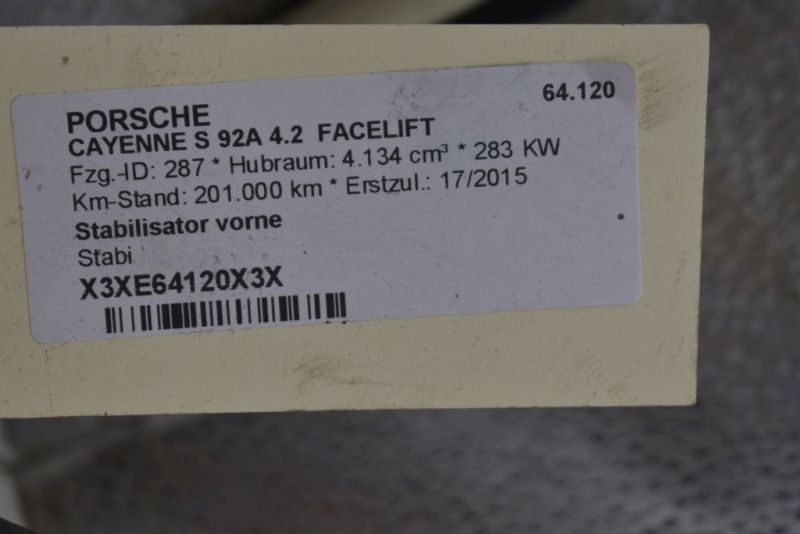 PORSCHE
64.120
CAYENNE S 92A 4.2 FACELIFT
Fzg.-ID: 287 * Hubraum: 4.134 cm³ * 283 KW
Km-Stand: 201.000 km * Erstzul.: 17/2015
Stabilisator vorne
Stabi
X3XE64120X3X